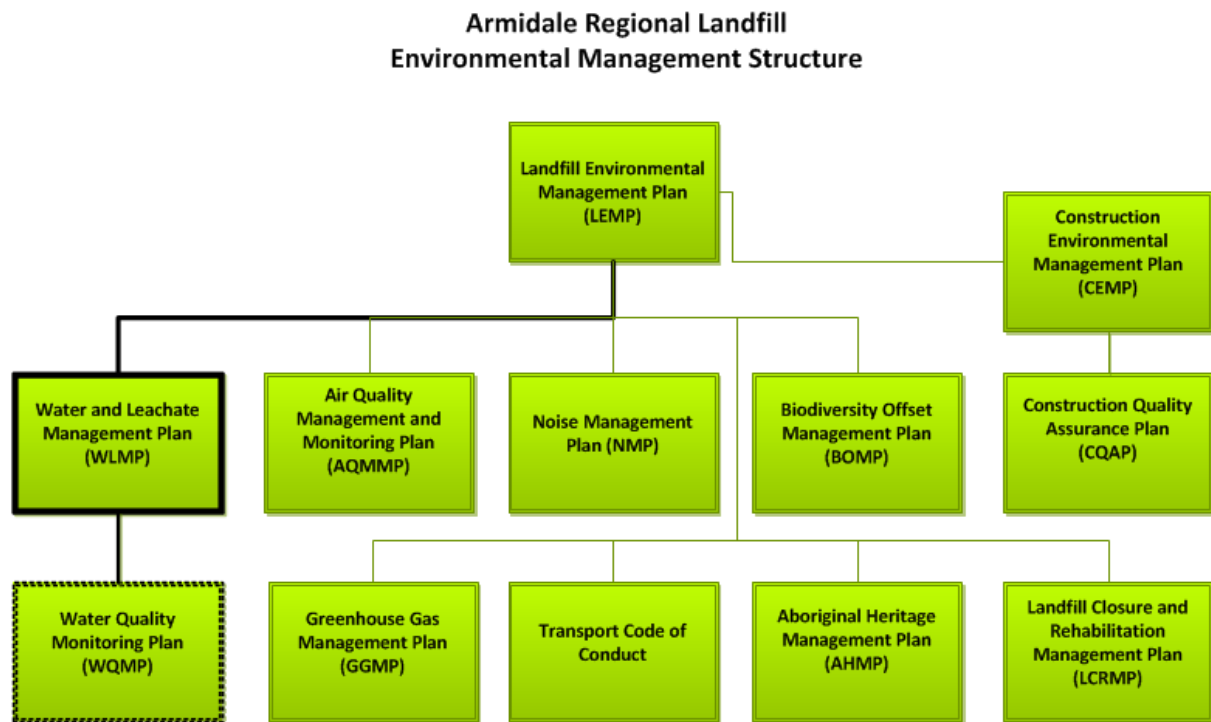 Armidale Regional Landfill
Environmental Management Structure
Landfill Environmental
Management Plan
(LEMP)
Construction
Environmental
Management Plan
(CEMP)
Water and Leachate
Management Plan
(WLMP)
Air Quality
Management and
Monitoring Plan
(AQMMP)
Noise Management
Plan (NMP)
Biodiversity Offset
Management Plan
(BOMP)
Construction Quality
Assurance Plan
(CQAP)
Water Quality
Monitoring Plan
(WQMP)
Greenhouse Gas
Management Plan
(GGMP)
Transport Code of
Conduct
Aboriginal Heritage
Management Plan
(AHMP)
Landfill Closure and
Rehabilitation
Management Plan
(LCRMP)